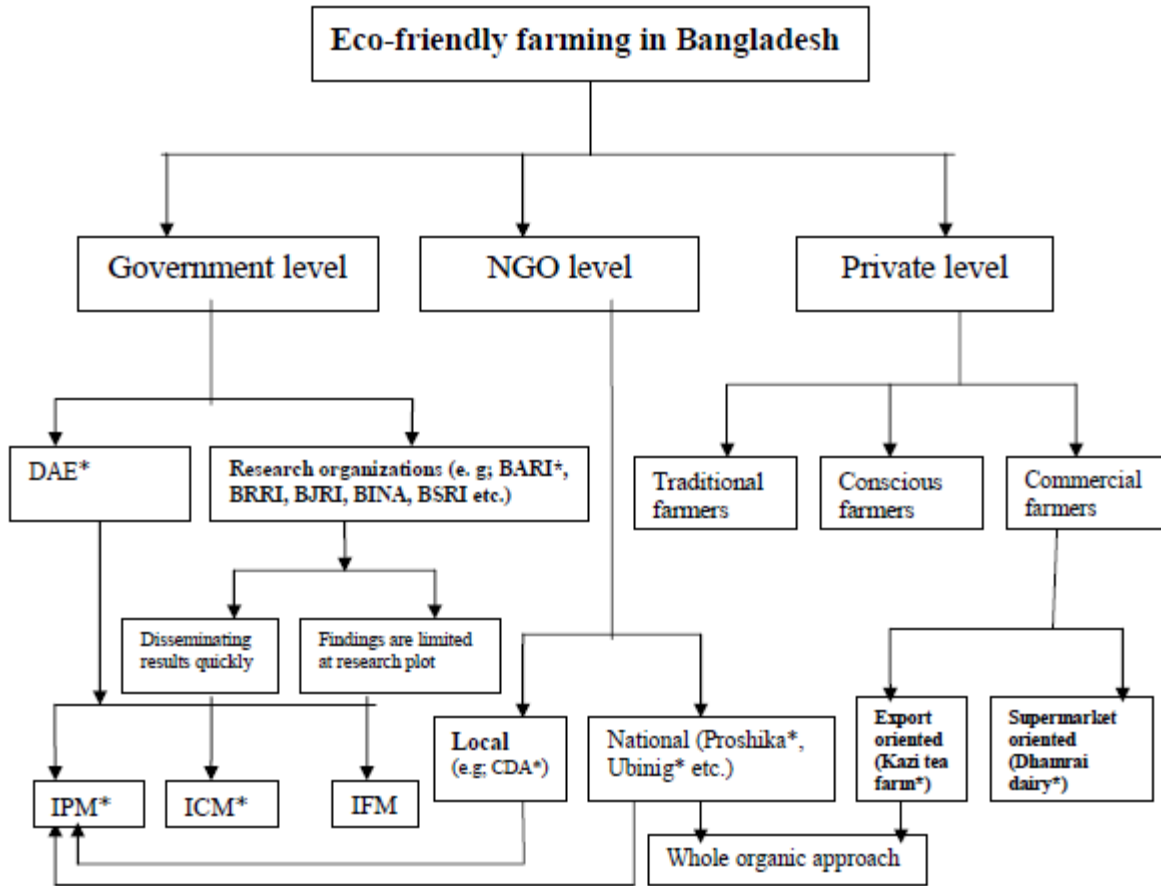 Eco-friendly farming in Bangladesh
Government level
NGO level
Private level
DAE*
Research organizations (e. g; BARI*,
BRRI, BJRI, BINA, BSRI etc.)
Traditional
farmers
Conscious
farmers
Commercial
farmers
Disseminating
results quickly
Findings are limited
at research plot
Local
(e.g; CDA*)
National (Proshika*,
Ubinig* etc.)
Export
oriented
(Kazi tea
farm*)
Supermarket
oriented
(Dhamrai
dairy*)
IPM*
ICM*
IFM
Whole organic approach